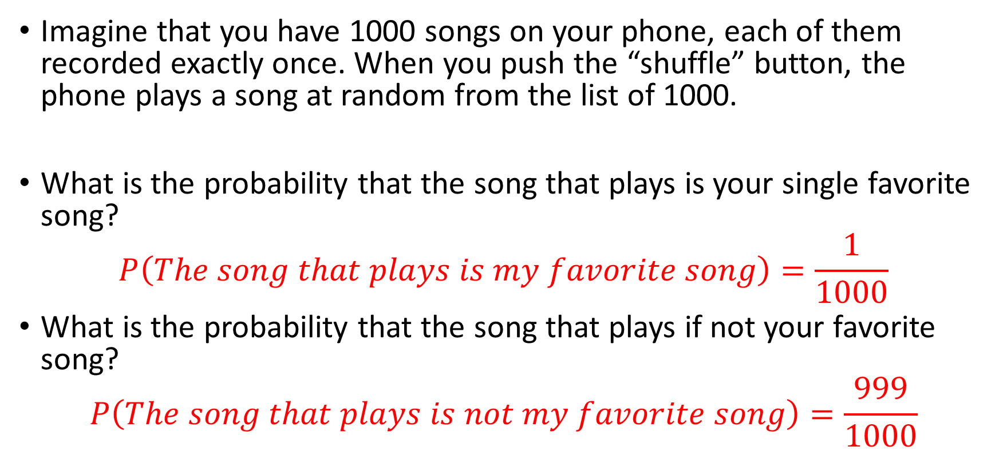 • Imagine that you have 1000 songs on your phone, each of them
recorded exactly once. When you push the “shuffle” button, the
phone plays a song at random from the list of 1000.
• What is the probability that the song that plays is your single favorite
song?
P(The song that plays is my favorite song) = 1/1000
• What is the probability that the song that plays if not your favorite
song?
P(The song that plays is not my favorite song) = 999/1000